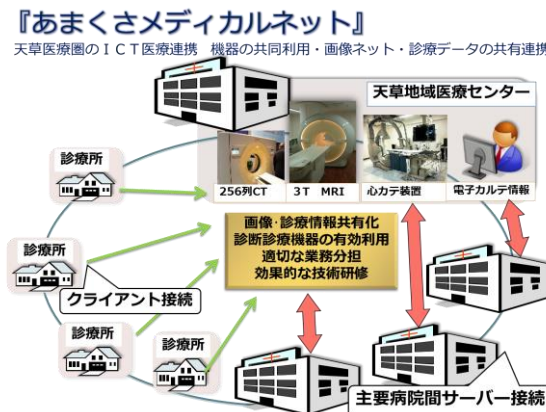 『あまくさメディカルネット』
天草医療圏のＩＣＴ医療連携　機器の共同利用・画像ネット・診療データの共有連携
天草地域医療センター
256列CT
3T MRI
心カテ装置
電子カルテ情報
診療所
診療所
診療所
診療所
クライアント接続
画像・診療情報共有化
診断診療機器の有効利用
適切な業務分担
効果的な技術研修
主要病院間サーバー接続